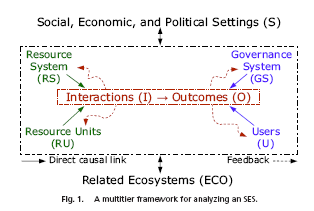 Social, Economic, and Political Settings (S)
Resource
System
(RS)
Governance
System
(GS)
Interactions (I) → Outcomes (O)
Resource Units
(RU)
Users
(U)
Direct causal link
Feedback
Related Ecosystems (ECO)
Fig. 1. A multitier framework for analyzing an SES.